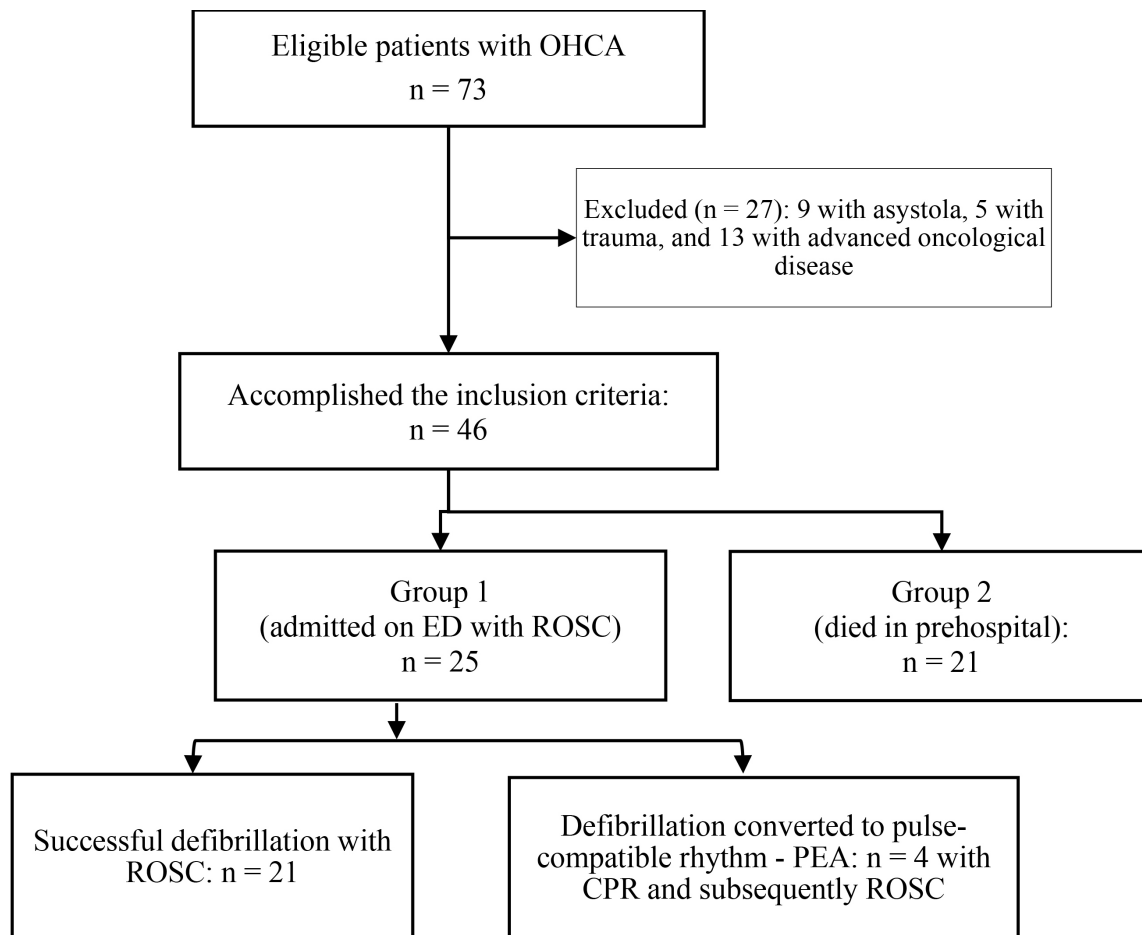 Eligible patients with OHCA
n = 73
Excluded (n = 27): 9 with asystola, 5 with
trauma, and 13 with advanced oncological
disease
Accomplished the inclusion criteria:
n = 46
Group 1
(admitted on ED with ROSC)
n = 25
Group 2
(died in prehospital):
n = 21
Successful defibrillation with
ROSC: n = 21
Defibrillation converted to pulse-
compatible rhythm - PEA: n = 4 with
CPR and subsequently ROSC